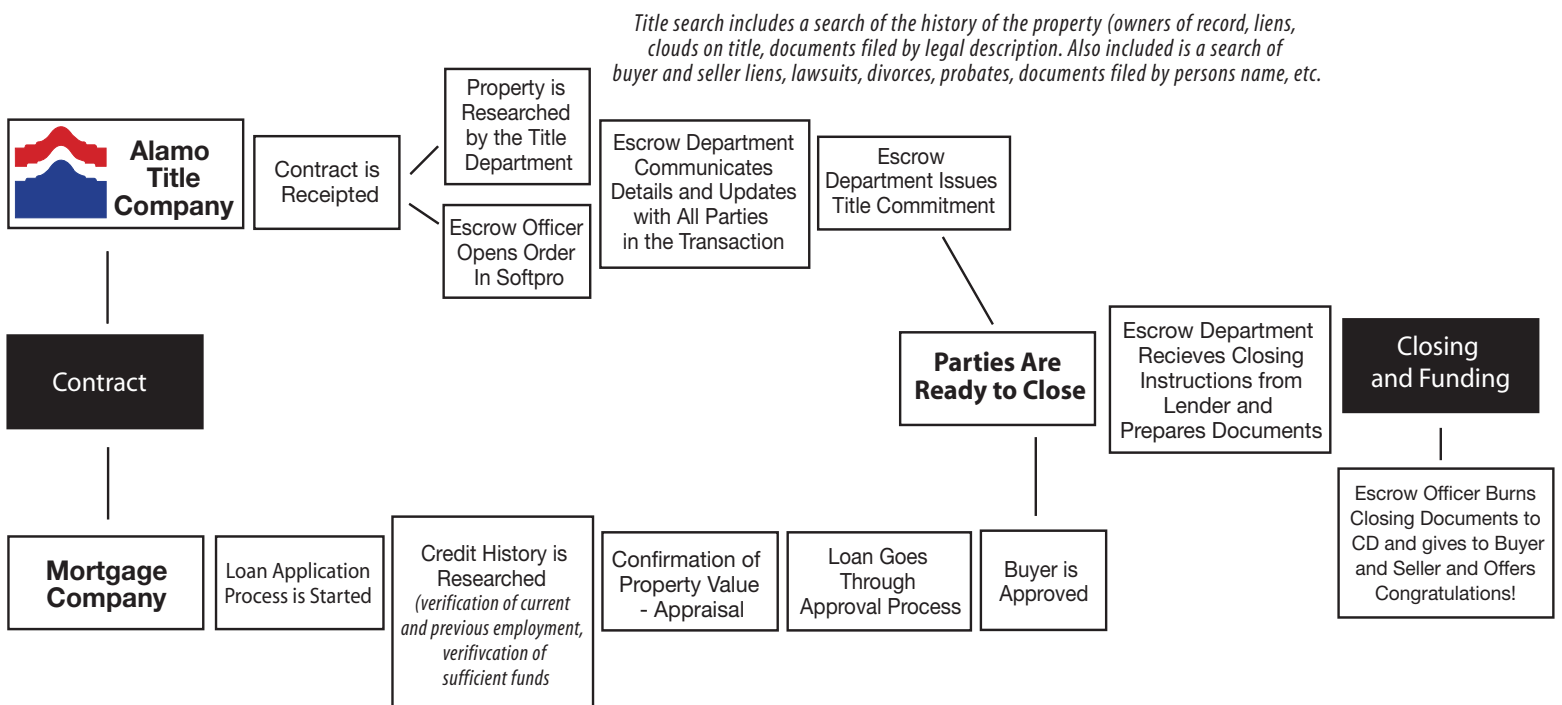 Title search includes a search of the history of the property (owners of record, liens,
clouds on title, documents filed by legal description. Also included is a search of
buyer and seller liens, lawsuits, divorces, probates, documents filed by persons name, etc.
Alamo
Title
Company
Contract is
Receipted
Property is
Researched
by the Title
Department
Escrow Officer
Opens Order
In Softpro
Escrow Department
Communicates
Details and Updates
with All Parties
in the Transaction
Escrow
Department Issues
Title Commitment
Contract
Parties Are
Ready to Close
Escrow Department
Recieves Closing
Instructions from
Lender and
Prepares Documents
Closing
and Funding
Mortgage
Company
Loan Application
Process is Started
Credit History is
Researched
(verification of current
and previous employment,
verifivcation of
sufficient funds
Confirmation of
Property Value
- Appraisal
Loan Goes
Through
Approval Process
Buyer is
Approved
Escrow Officer Burns
Closing Documents to
CD and gives to Buyer
and Seller and Offers
Congratulations!